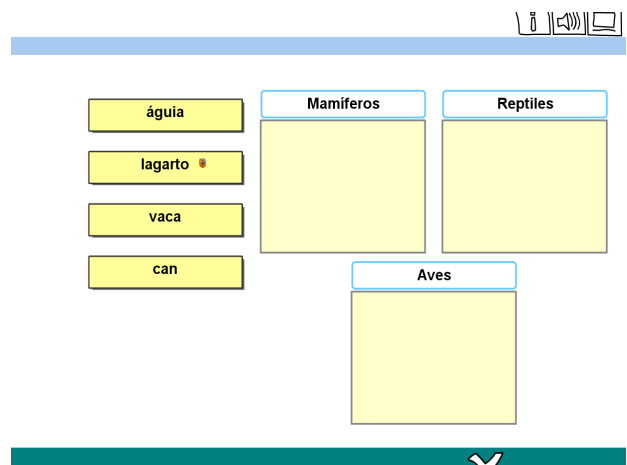 águia
lagarto
vaca
can
Mamíferos
Reptiles
Aves